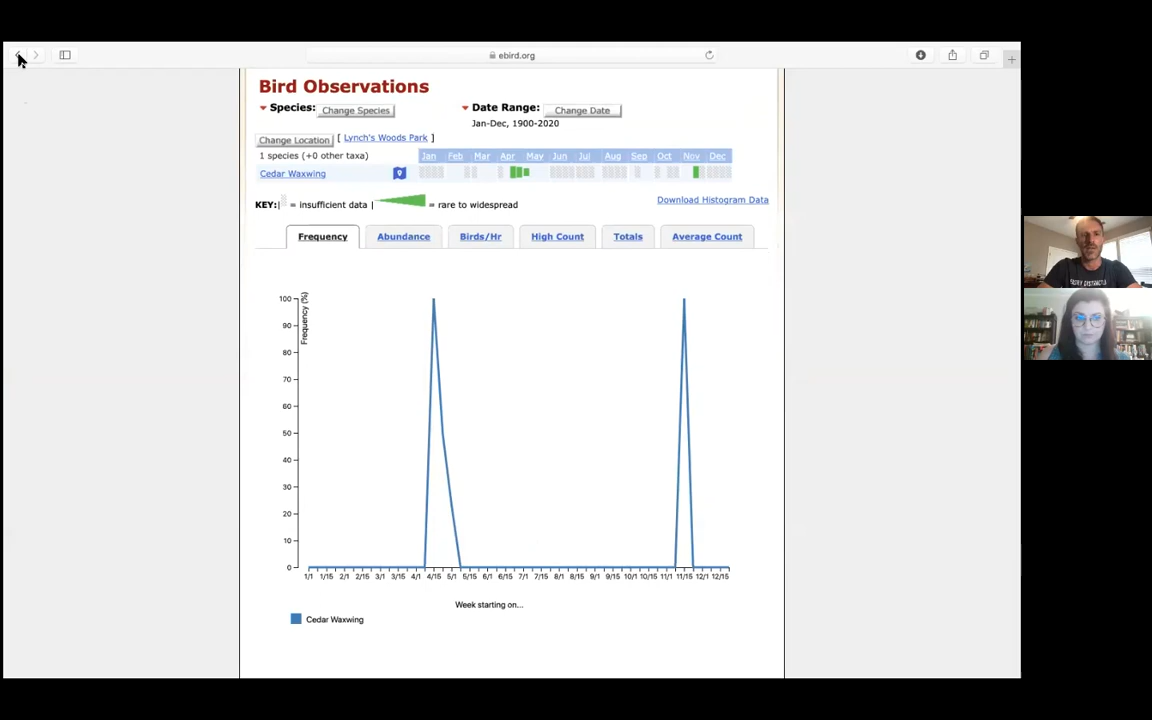 ebird.org
Bird Observations
Species: Change Species Date Range: Change Date
Jan-Dec, 1900-2020
Change Location [ Lynch's Woods Park ]
1 species (+0 other taxa) Jan Feb Mar Apr May Jun Jul Aug Sep Oct Nov Dec
Cedar Waxwing
KEY: = insufficient data | = rare to widespread Download Histogram Data
Frequency Abundance Birds/Hr High Count Totals Average Count
Frequency (%)
100
90
80
70
60
50
40
30
20
10
0
1/1 1/15 2/1 2/15 3/1 3/15 4/1 4/15 5/1 5/15 6/1 6/15 7/1 7/15 8/1 8/15 9/1 9/15 10/1 10/15 11/1 11/15 12/1 12/15
Week starting on...
Cedar Waxwing